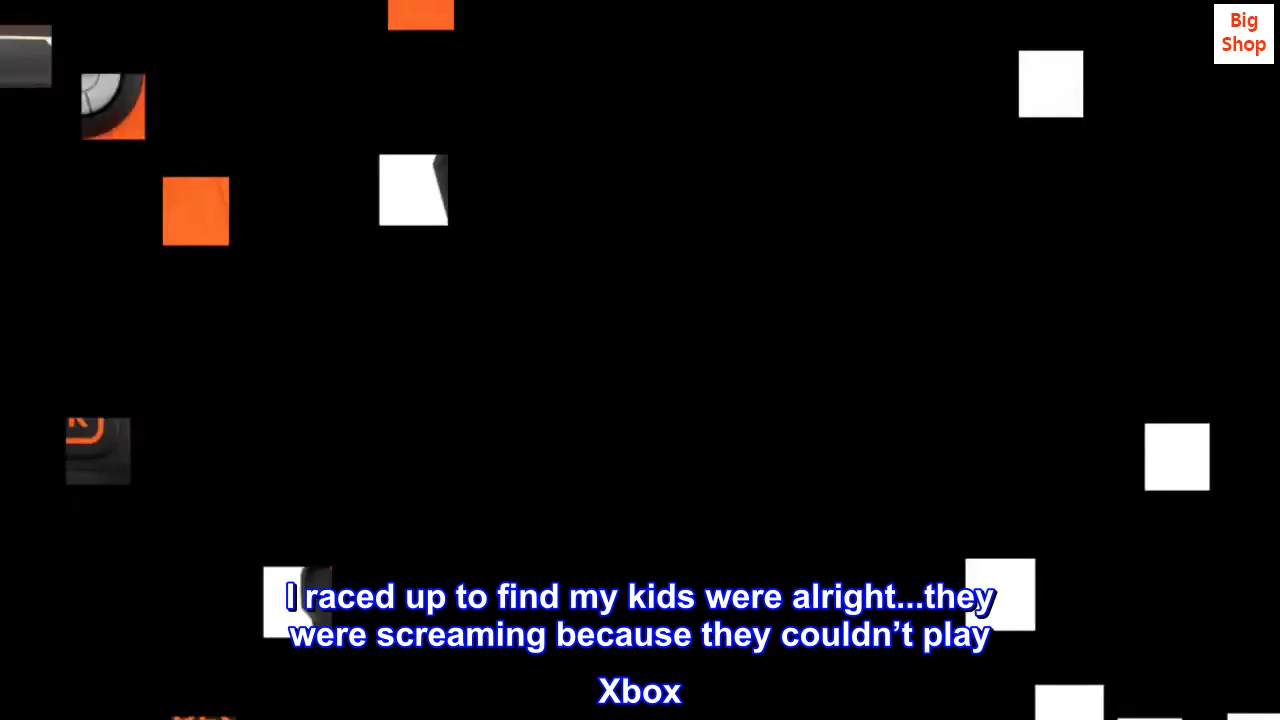 Big
Shop
I raced up to find my kids were alright...they
were screaming because they couldn’t play
Xbox